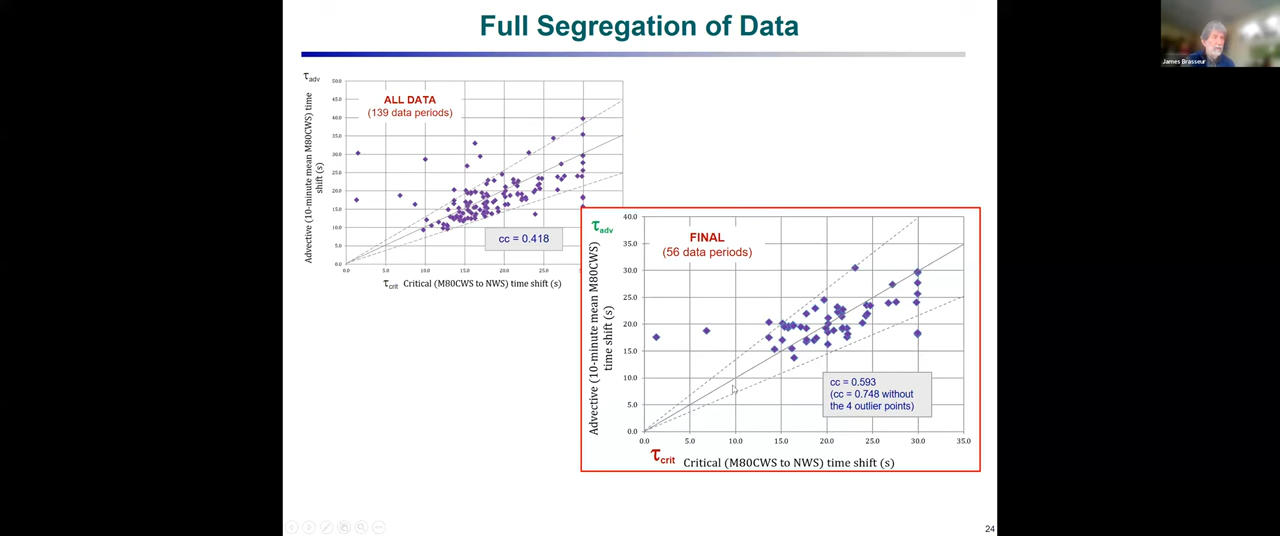 Full Segregation of Data
James Brasseur
τadv
ALL DATA
(139 data periods)
Advective (10-minute mean M80CWS) time
shift (s)
50.0
45.0
40.0
35.0
30.0
25.0
20.0
15.0
10.0
5.0
0.0
0.0 5.0 10.0 15.0 20.0 25.0
cc = 0.418
τcrit Critical (M80CWS to NWS) time shift (s)
τadv
FINAL
(56 data periods)
Advective (10-minute mean M80CWS)
time shift (s)
40.0
35.0
30.0
25.0
20.0
15.0
10.0
5.0
0.0
0.0 5.0 10.0 15.0 20.0 25.0 30.0 35.0
cc = 0.593
(cc = 0.748 without
the 4 outlier points)
τcrit Critical (M80CWS to NWS) time shift (s)
24